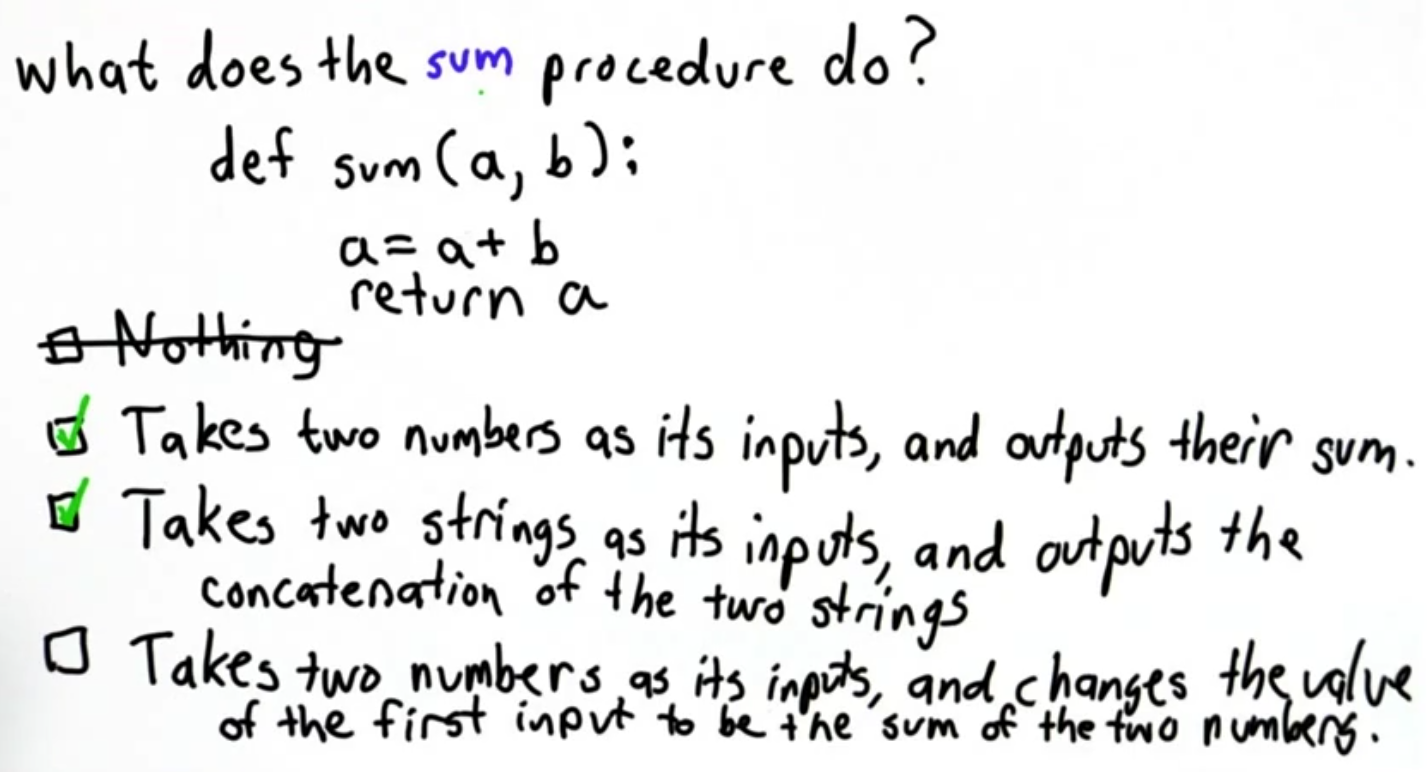 what does the sum procedure do?
def sum(a, b):
a = a + b
return a
Nothing
Takes two numbers as its inputs, and outputs their sum.
Takes two strings as its inputs, and outputs the
concatenation of the two strings
Takes two numbers as its inputs, and changes the value
of the first input to be the sum of the two numbers.